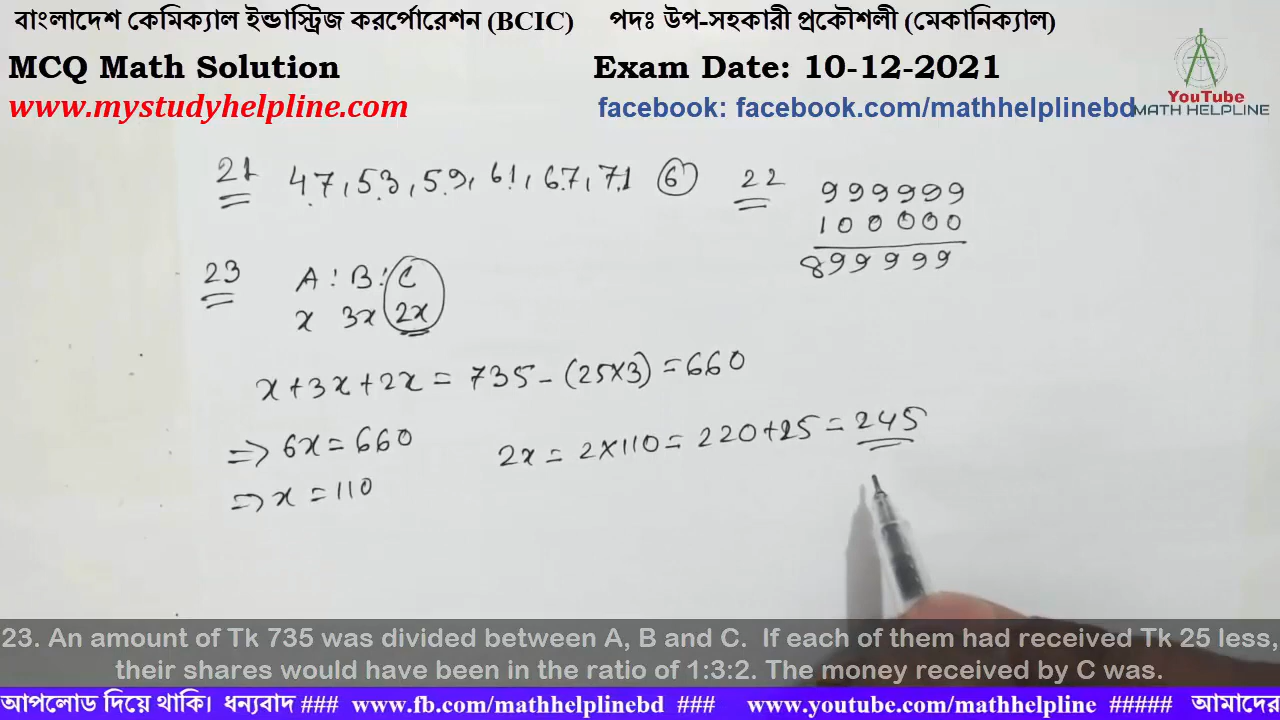 বাংলাদেশ কেমিক্যাল ইন্ডাস্ট্রিজ করর্পোরেশন (BCIC) পদঃ উপ-সহকারী প্রকৌশলী (মেকানিক্যাল)
MCQ Math Solution Exam Date: 10-12-2021
www.mystudyhelpline.com facebook: facebook.com/mathhelplinebd
YouTube
MATH HELPLINE
21 47, 53, 59, 61, 67, 71 6 22 999999
100000
899999
23 A : B : C
x 3x 2x
x + 3x + 2x = 735 - (25×3) = 660
⇒ 6x = 660 2x = 2×110 = 220 + 25 = 245
⇒ x = 110
23. An amount of Tk 735 was divided between A, B and C. If each of them had received Tk 25 less,
their shares would have been in the ratio of 1:3:2. The money received by C was.
আপলোড দিয়ে থাকি। ধন্যবাদ ### www.fb.com/mathhelplinebd ### www.youtube.com/mathhelpline ##### আমাদের